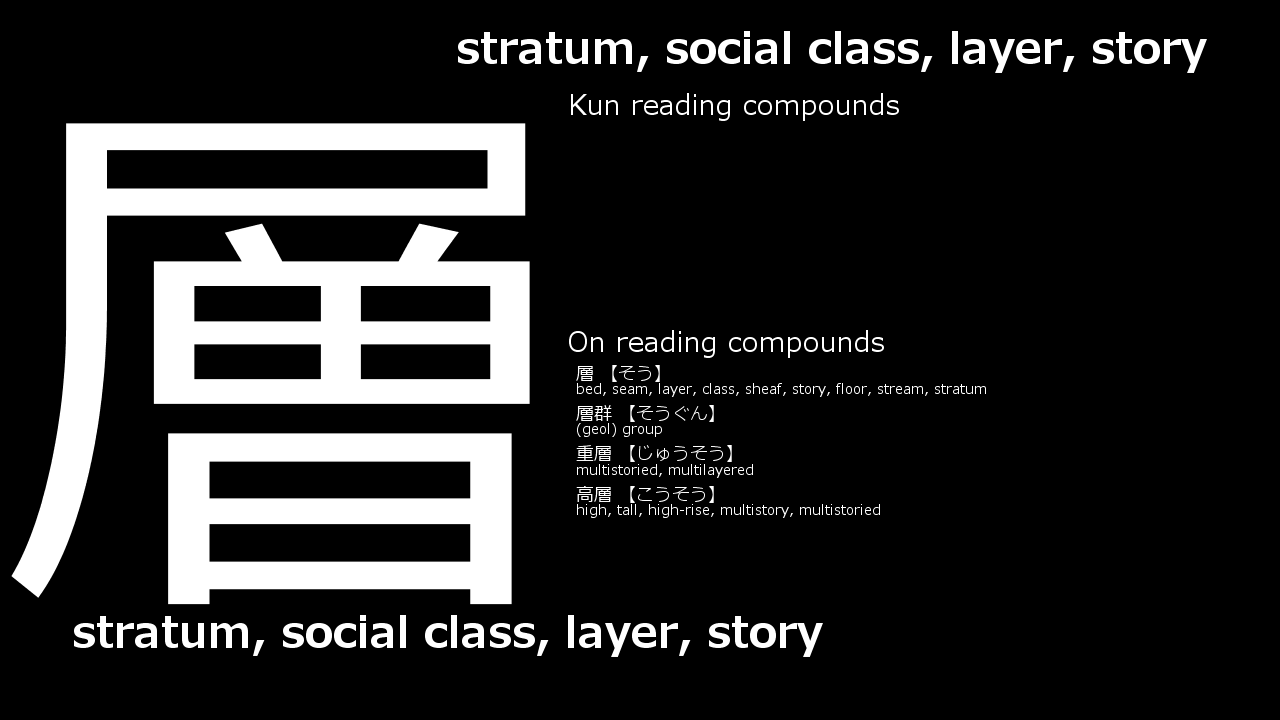 stratum, social class, layer, story
Kun reading compounds
層
On reading compounds
層 【そう】
bed, seam, layer, class, sheaf, story, floor, stream, stratum
層群 【そうぐん】
(geol) group
重層 【じゅうそう】
multistoried, multilayered
高層 【こうそう】
high, tall, high-rise, multistory, multistoried
stratum, social class, layer, story